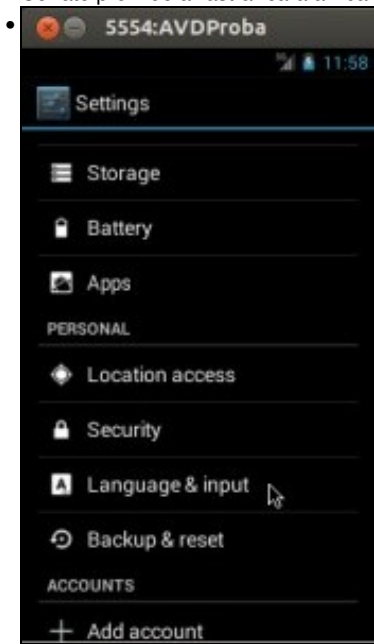 5554:AVDProba
11:58
Settings
Storage
Battery
Apps
PERSONAL
Location access
Security
Language & input
Backup & reset
ACCOUNTS
Add account